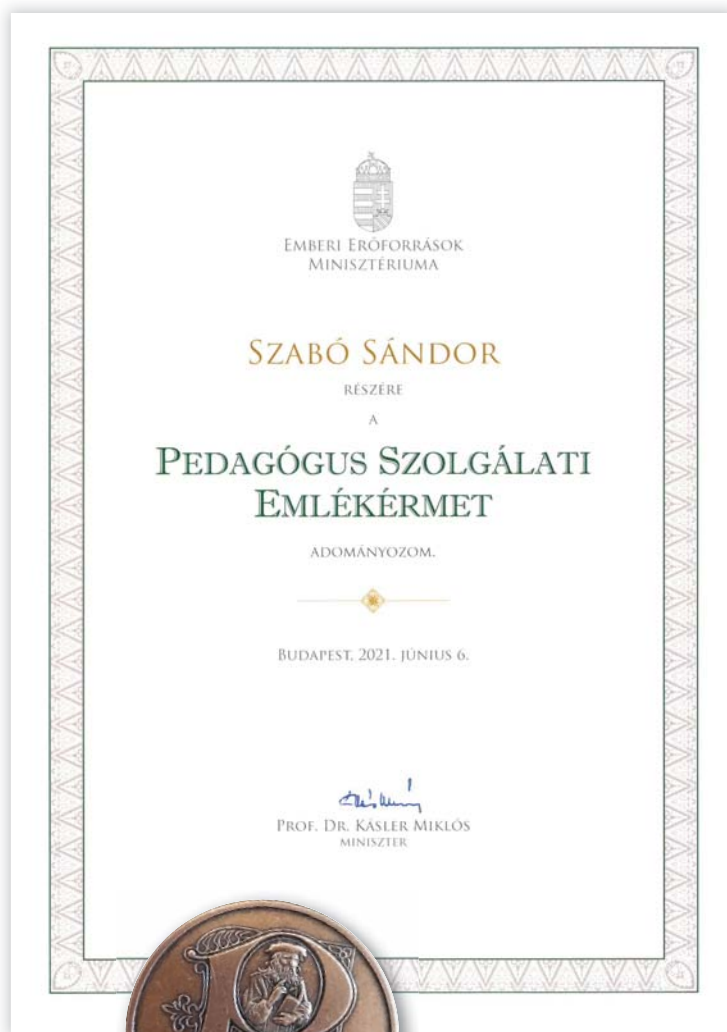 EMBERI ERŐFORRÁSOK
MINISZTÉRIUMA
SZABÓ SÁNDOR
RÉSZÉRE
A
PEDAGÓGUS SZOLGÁLATI
EMLÉKÉRMET
ADOMÁNYOZOM.
BUDAPEST, 2021. JÚNIUS 6.
PROF. DR. KÁSLER MIKLÓS
MINISZTER